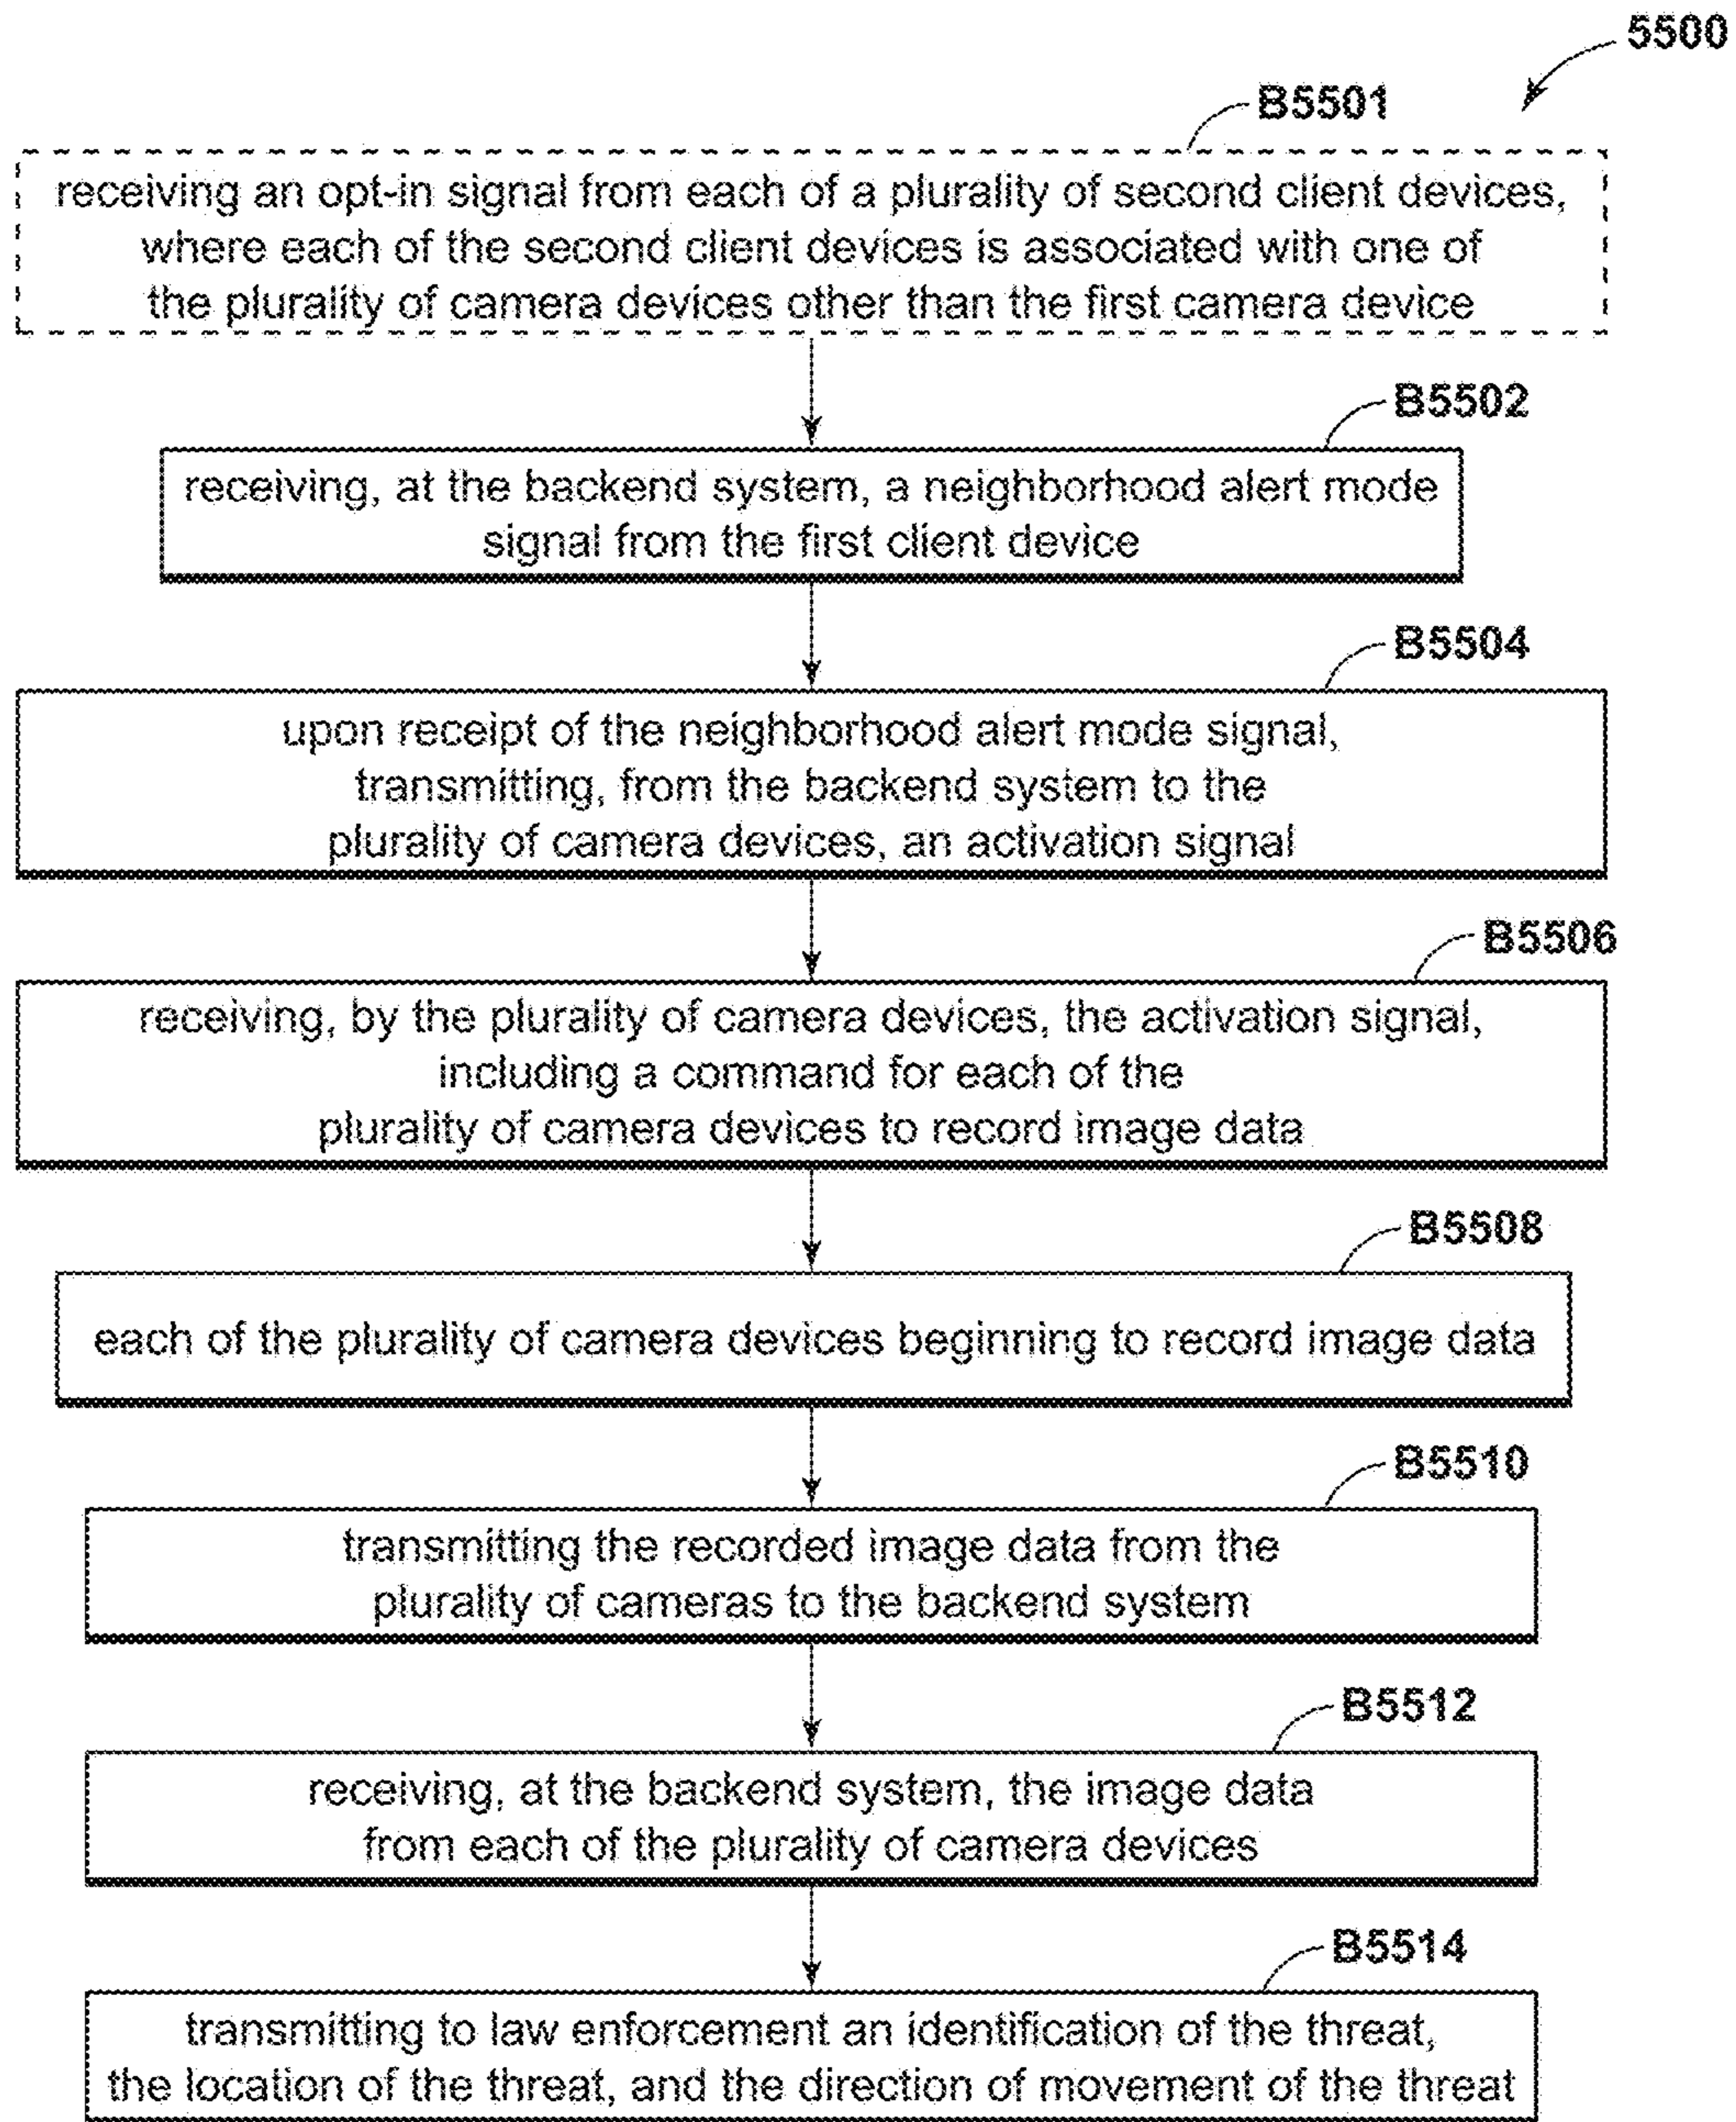 5500
B5501
receiving an opt-in signal from each of a plurality of second client devices,
where each of the second client devices is associated with one of
the plurality of camera devices other than the first camera device
B5502
receiving, at the backend system, a neighborhood alert mode
signal from the first client device
B5504
upon receipt of the neighborhood alert mode signal,
transmitting, from the backend system to the
plurality of camera devices, an activation signal
B5506
receiving, by the plurality of camera devices, the activation signal,
including a command for each of the
plurality of camera devices to record image data
B5508
each of the plurality of camera devices beginning to record image data
B5510
transmitting the recorded image data from the
plurality of cameras to the backend system
B5512
receiving, at the backend system, the image data
from each of the plurality of camera devices
B5514
transmitting to law enforcement an identification of the threat,
the location of the threat, and the direction of movement of the threat